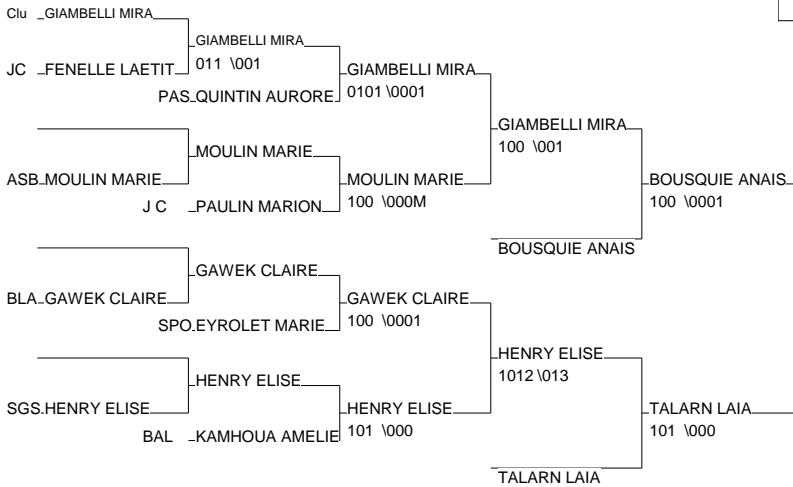 Clu GIAMBELLI MIRA
GIAMBELLI MIRA
011 \001
JC FENELLE LAETIT
GIAMBELLI MIRA
0101 \0001
PAS QUINTIN AURORE
GIAMBELLI MIRA
100 \001
MOULIN MARIE
ASB MOULIN MARIE
MOULIN MARIE
100 \000M
BOUSQUIE ANAIS
100 \0001
J C PAULIN MARION
BOUSQUIE ANAIS
GAWEK CLAIRE
BLA GAWEK CLAIRE
GAWEK CLAIRE
100 \0001
SPO EYROLET MARIE
HENRY ELISE
1012 \013
HENRY ELISE
SGS HENRY ELISE
HENRY ELISE
101 \000
TALARN LAIA
101 \000
BAL KAMHOUA AMELIE
TALARN LAIA